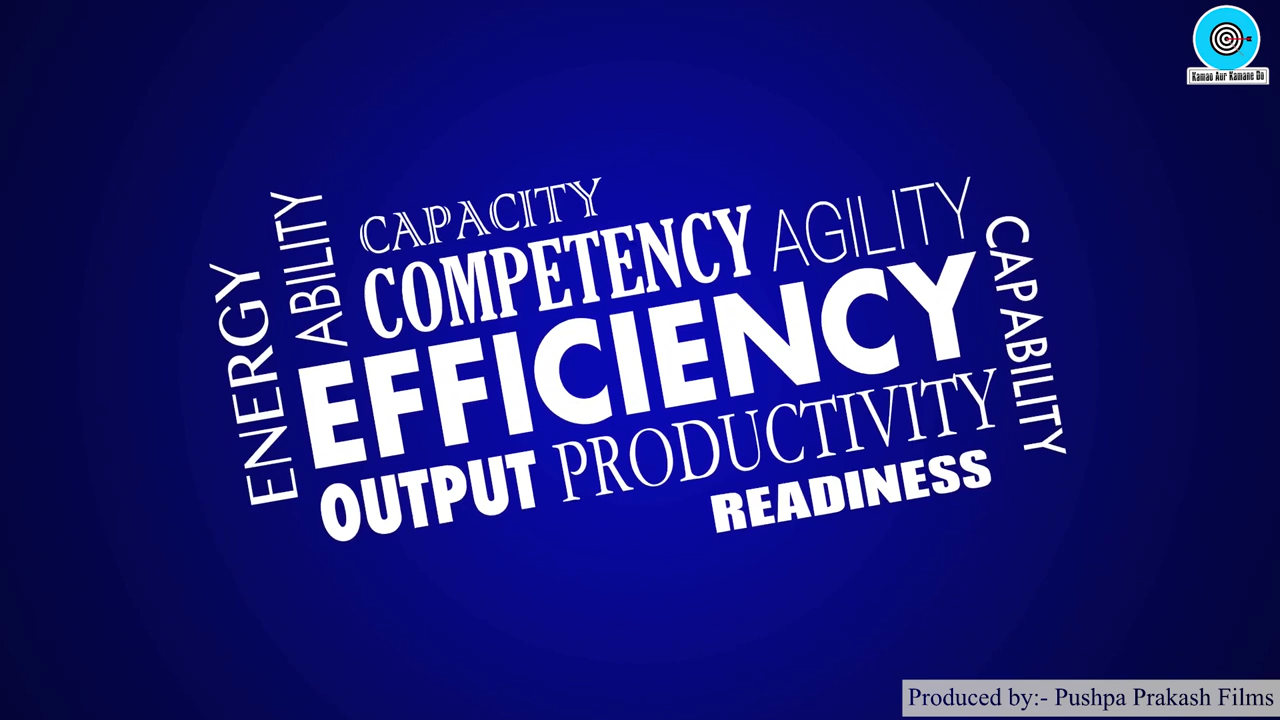 Kamao Aur Kamane Do
CAPACITY
ABILITY
COMPETENCY
AGILITY
CAPABILITY
ENERGY
EFFICIENCY
OUTPUT
PRODUCTIVITY
READINESS
Produced by:- Pushpa Prakash Films